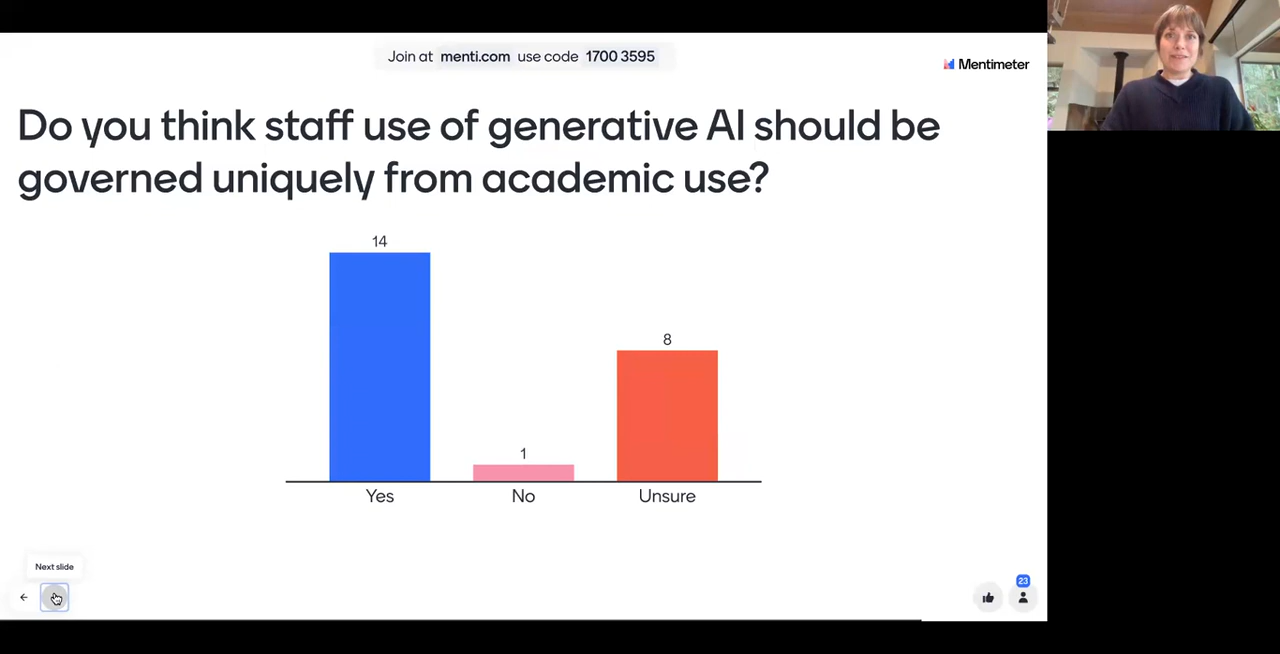 Join at menti.com use code 1700 3595
Mentimeter
Do you think staff use of generative AI should be
governed uniquely from academic use?
14
1
8
Yes No Unsure
Next slide
23